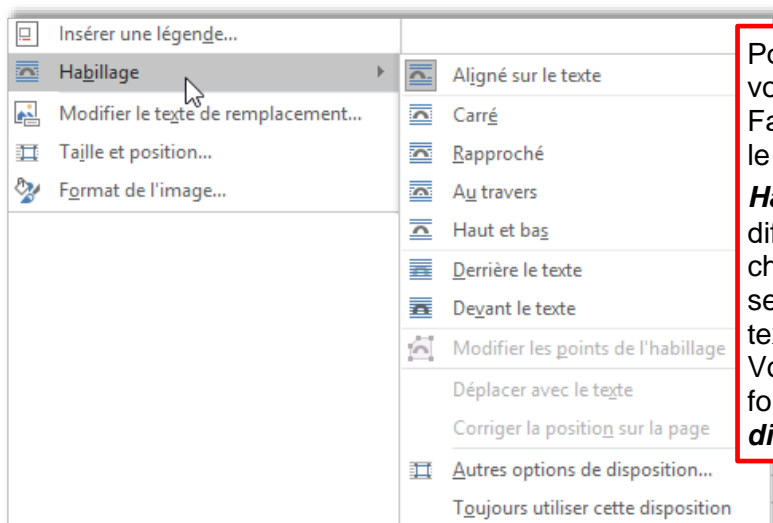 Insérer une légende...
Habillage
Modifier le texte de remplacement...
Taille et position...
Format de l'image...
Aligné sur le texte
Carré
Rapproché
Au travers
Haut et bas
Derrière le texte
Devant le texte
Modifier les points de l'habillage
Déplacer avec le texte
Corriger la position sur la page
Autres options de disposition...
Toujours utiliser cette disposition
le